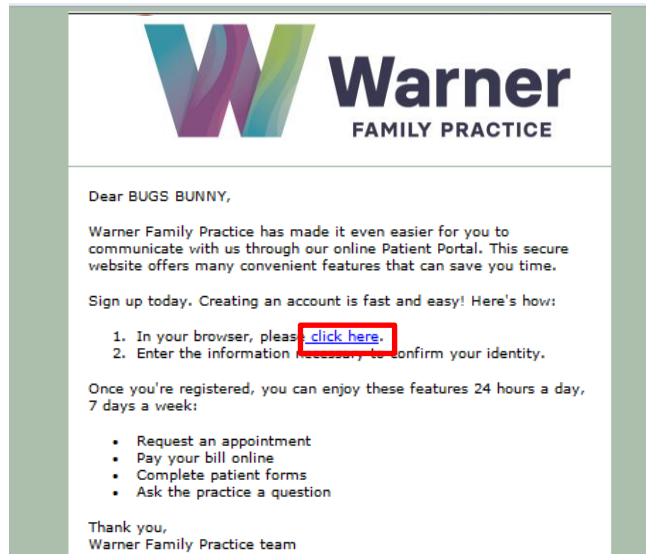 Warner
FAMILY PRACTICE
Dear BUGS BUNNY,
Warner Family Practice has made it even easier for you to
communicate with us through our online Patient Portal. This secure
website offers many convenient features that can save you time.
Sign up today. Creating an account is fast and easy! Here's how:
1. In your browser, please click here.
2. Enter the information necessary to confirm your identity.
Once you're registered, you can enjoy these features 24 hours a day,
7 days a week:
• Request an appointment
• Pay your bill online
• Complete patient forms
• Ask the practice a question
Thank you,
Warner Family Practice team